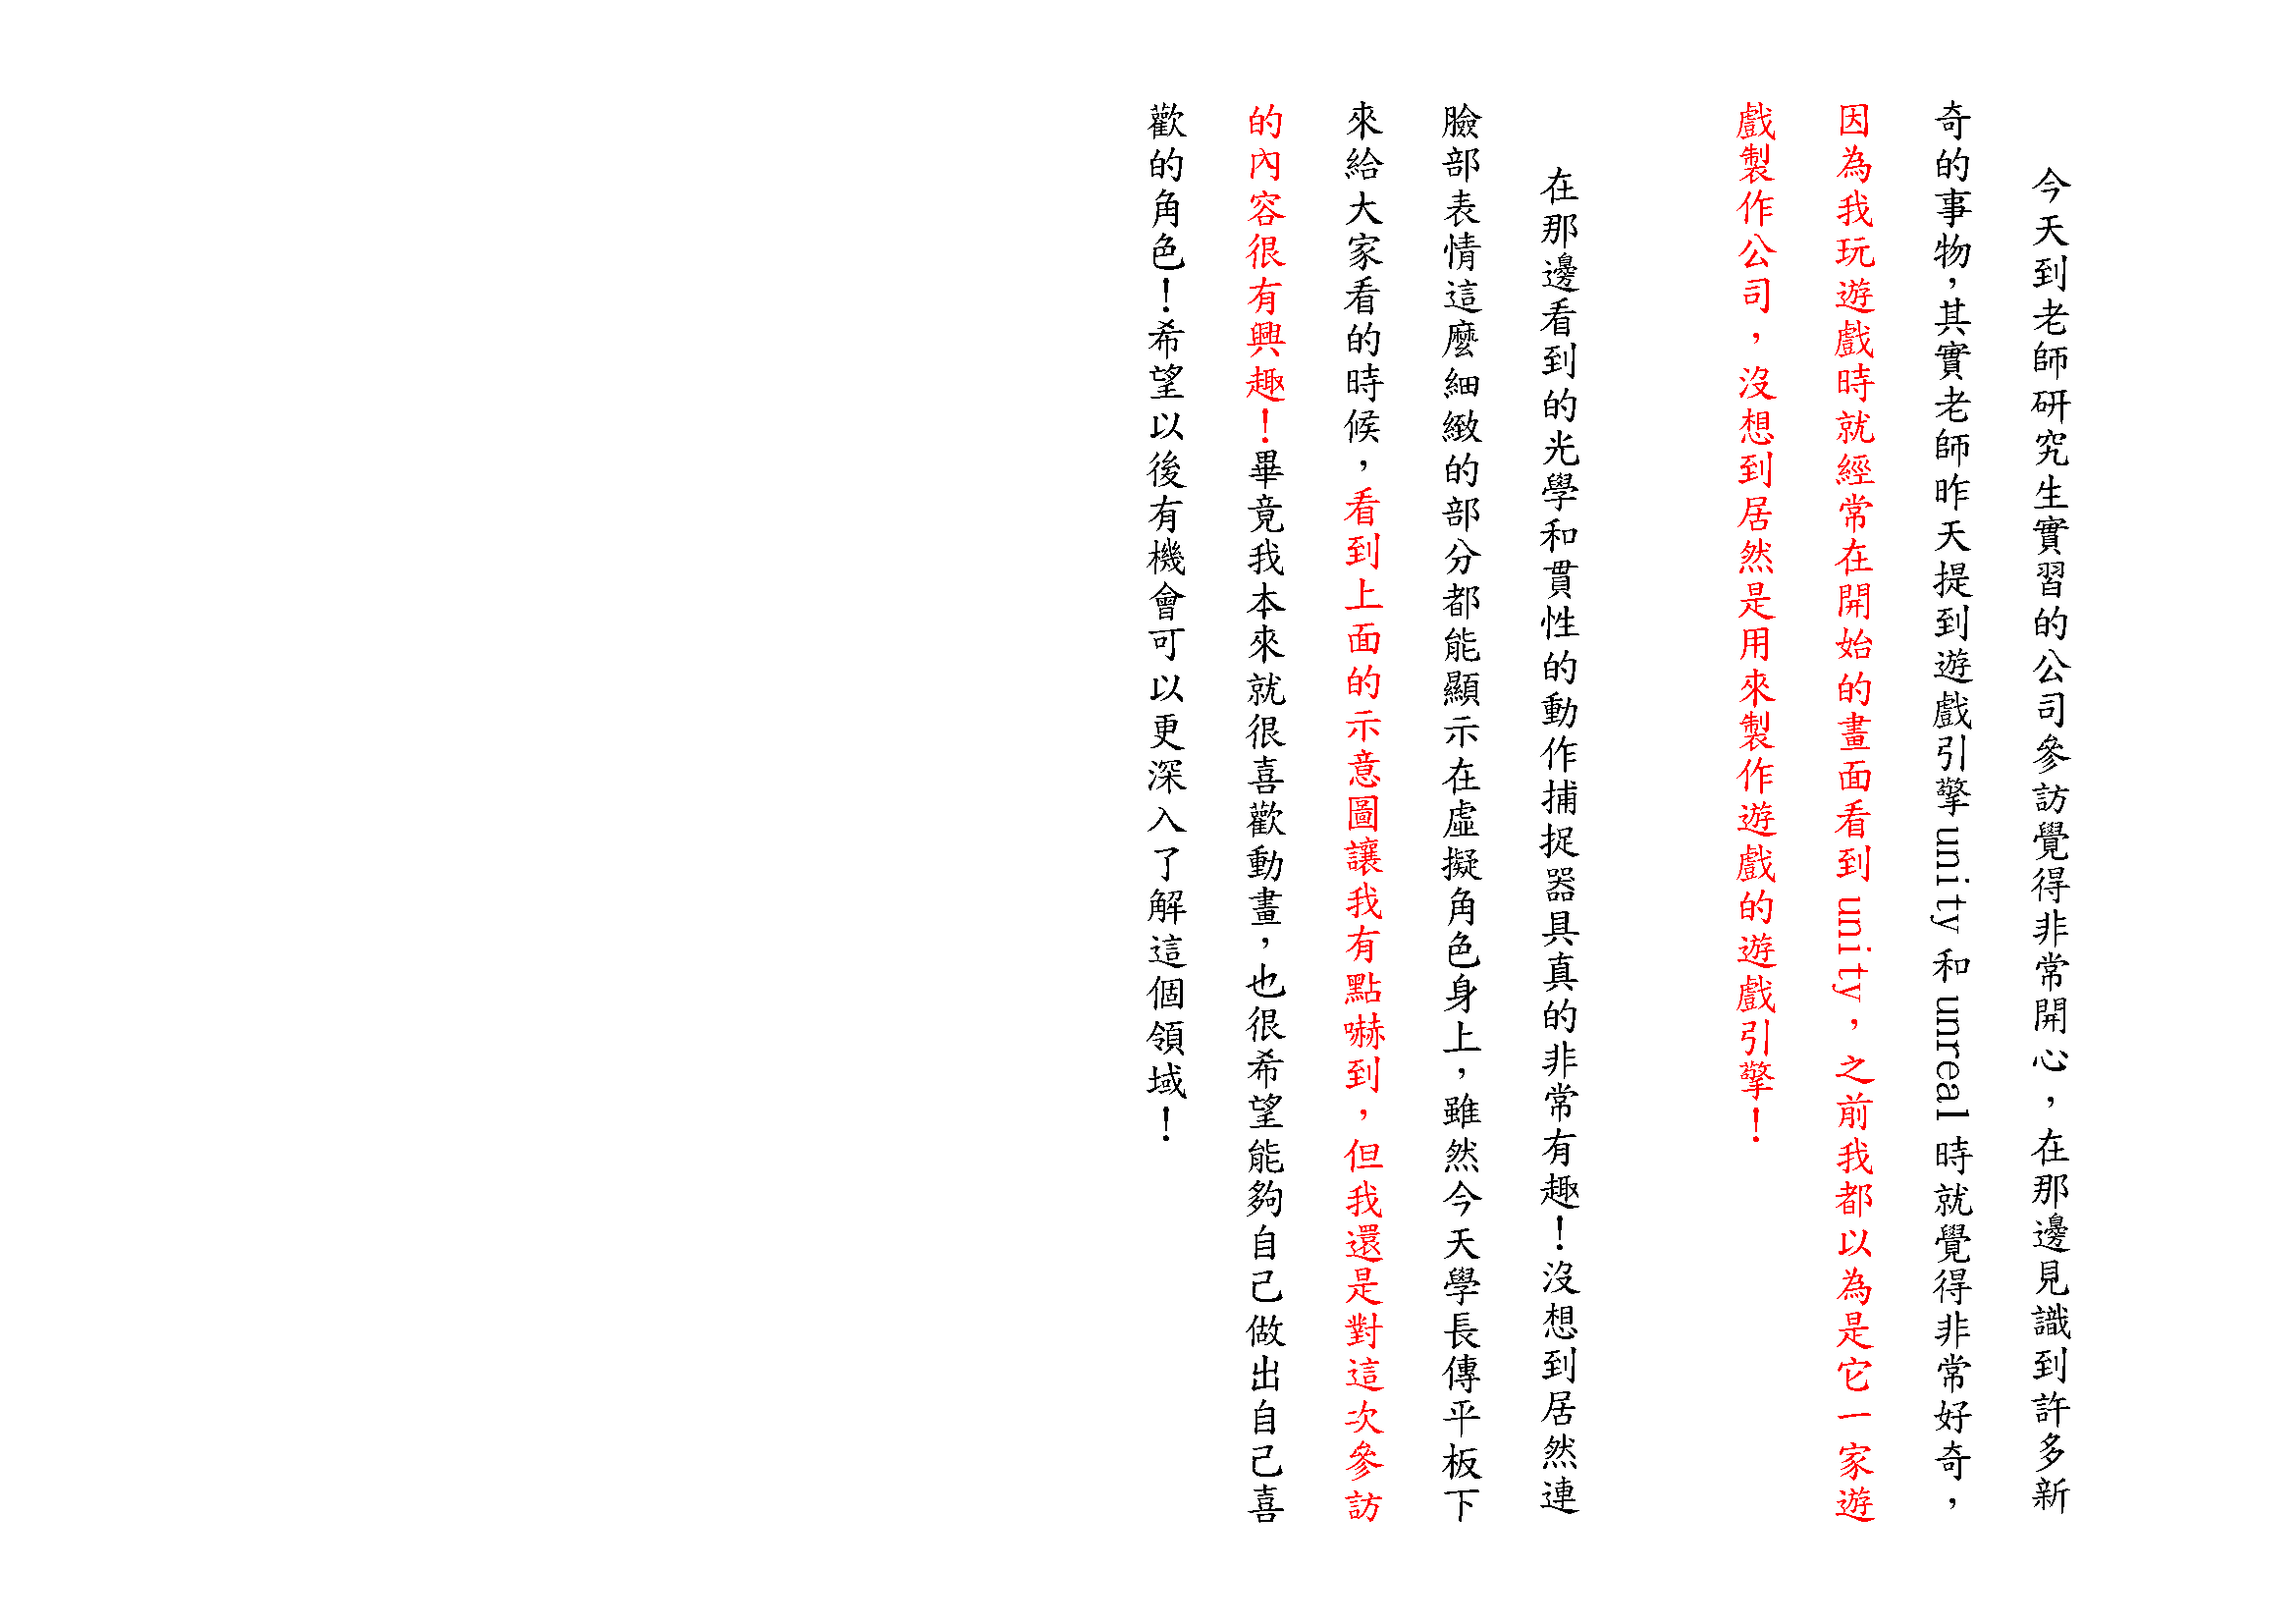 今天到老師研究生實習的公司參訪覺得非常開心，在那邊見識到許多新
奇的事物，其實老師昨天提到遊戲引擎unity和unreal時就覺得非常好奇，
因為我玩遊戲時就經常在開始的畫面看到unity，之前我都以為是它一家遊
戲製作公司，沒想到居然是用來製作遊戲的遊戲引擎！
在那邊看到的光學和貫性的動作捕捉器具真的非常有趣！沒想到居然連
臉部表情這麼細緻的部分都能顯示在虛擬角色身上，雖然今天學長傳平板下
來給大家看的時候，看到上面的示意圖讓我有點嚇到，但我還是對這次參訪
的內容很有興趣！畢竟我本來就很喜歡動畫，也很希望能夠自己做出自己喜
歡的角色！希望以後有機會可以更深入了解這個領域！